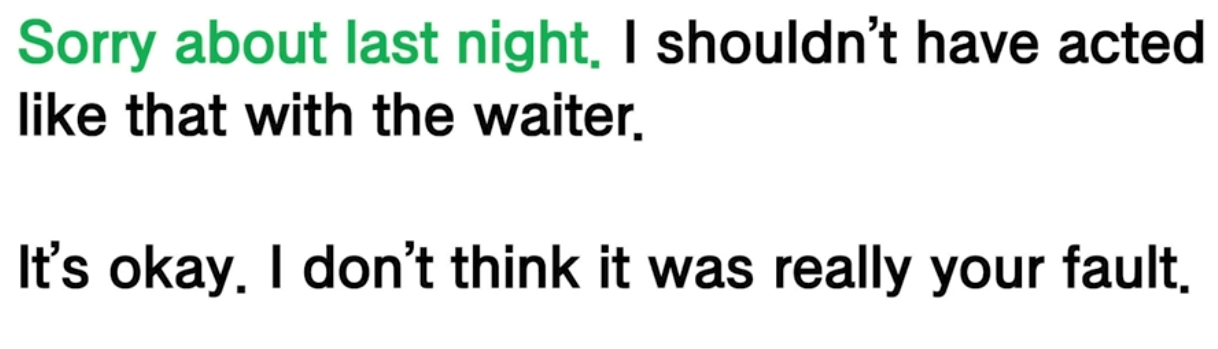 Sorry about last night. I shouldn't have acted
like that with the waiter.
It's okay. I don't think it was really your fault.